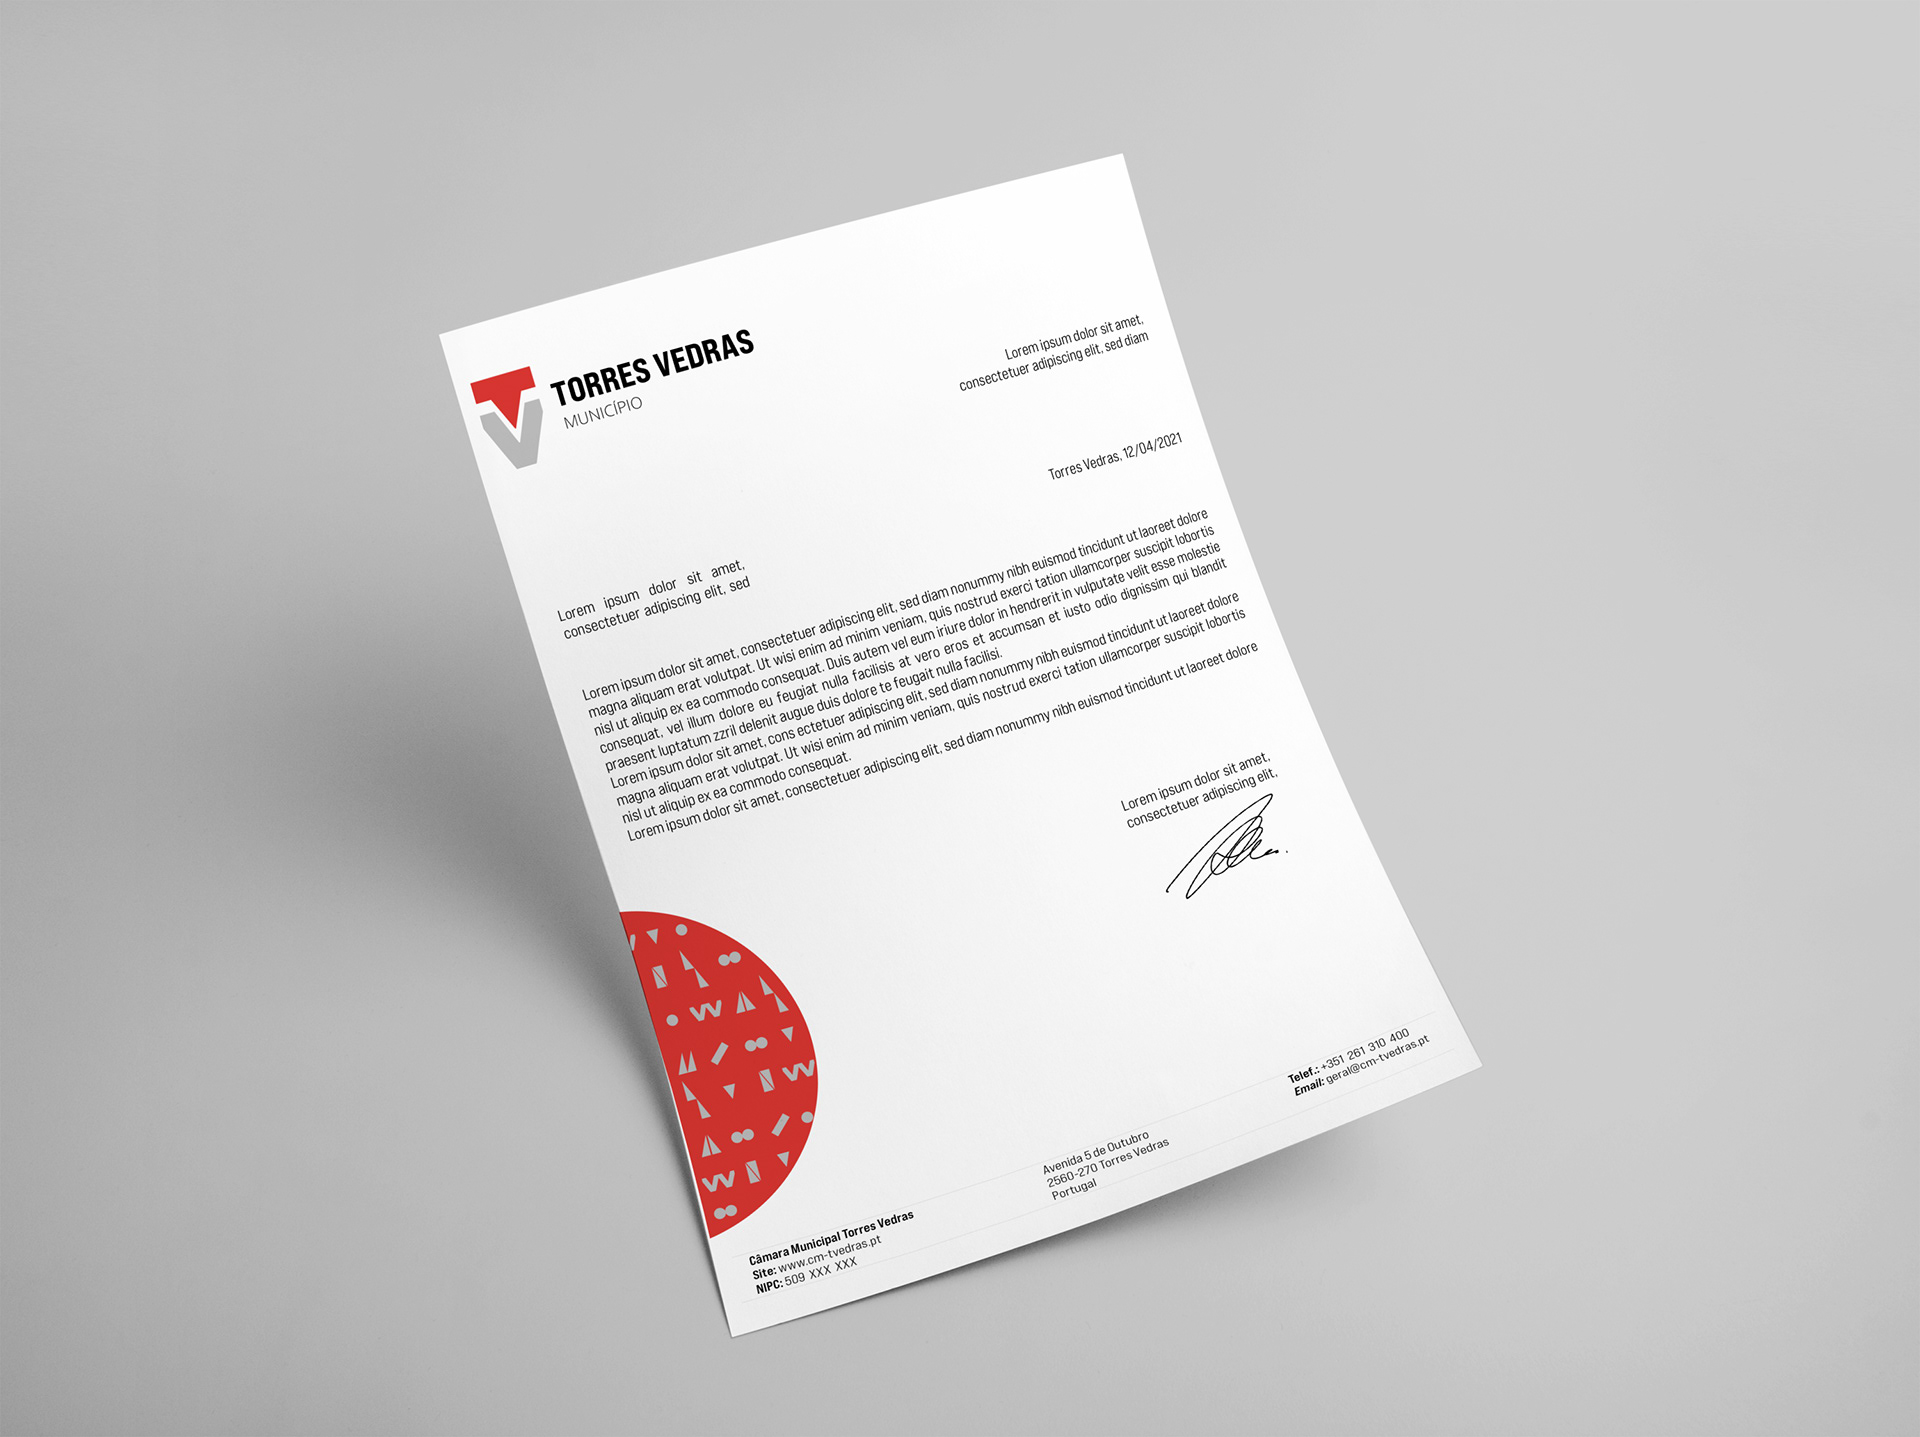 TORRES VEDRAS
MUNICÍPIO
Lorem ipsum dolor sit amet,
consectetuer adipiscing elit, sed diam
Torres Vedras, 12/04/2021
Lorem ipsum dolor sit amet,
consectetuer adipiscing elit, sed
Lorem ipsum dolor sit amet, consectetuer adipiscing elit, sed diam nonummy nibh euismod tincidunt ut laoreet dolore
magna aliquam erat volutpat. Ut wisi enim ad minim veniam, quis nostrud exerci tation ullamcorper suscipit lobortis
nisl ut aliquip ex ea commodo consequat. Duis autem vel eum iriure dolor in hendrerit in vulputate velit esse molestie
consequat, vel illum dolore eu feugiat nulla facilisis at vero eros et accumsan et iusto odio dignissim qui blandit
praesent luptatum zzril delenit augue duis dolore te feugait nulla facilisi.
Lorem ipsum dolor sit amet, cons ectetuer adipiscing elit, sed diam nonummy nibh euismod tincidunt ut laoreet dolore
magna aliquam erat volutpat. Ut wisi enim ad minim veniam, quis nostrud exerci tation ullamcorper suscipit lobortis
nisl ut aliquip ex ea commodo consequat.
Lorem ipsum dolor sit amet, consectetuer adipiscing elit, sed diam nonummy nibh euismod tincidunt ut laoreet dolore
Lorem ipsum dolor sit amet,
consectetuer adipiscing elit,
Câmara Municipal Torres Vedras
Site: www.cm-tvedras.pt
NIPC: 509 XXX XXX
Avenida 5 de Outubro
2560-270 Torres Vedras
Portugal
Telef.: +351 261 310 400
Email: geral@cm-tvedras.pt